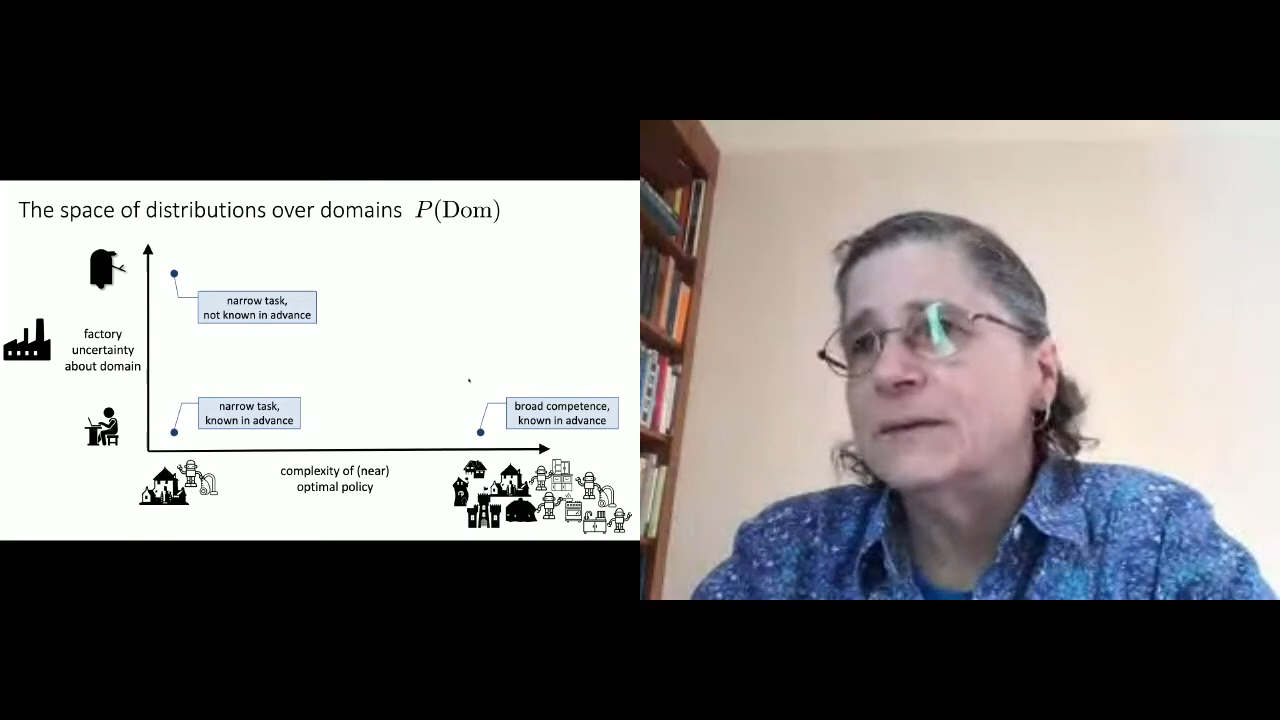 The space of distributions over domains P(Dom)
narrow task,
not known in advance
factory
uncertainty
about domain
narrow task,
known in advance
broad competence,
known in advance
complexity of (near)
optimal policy